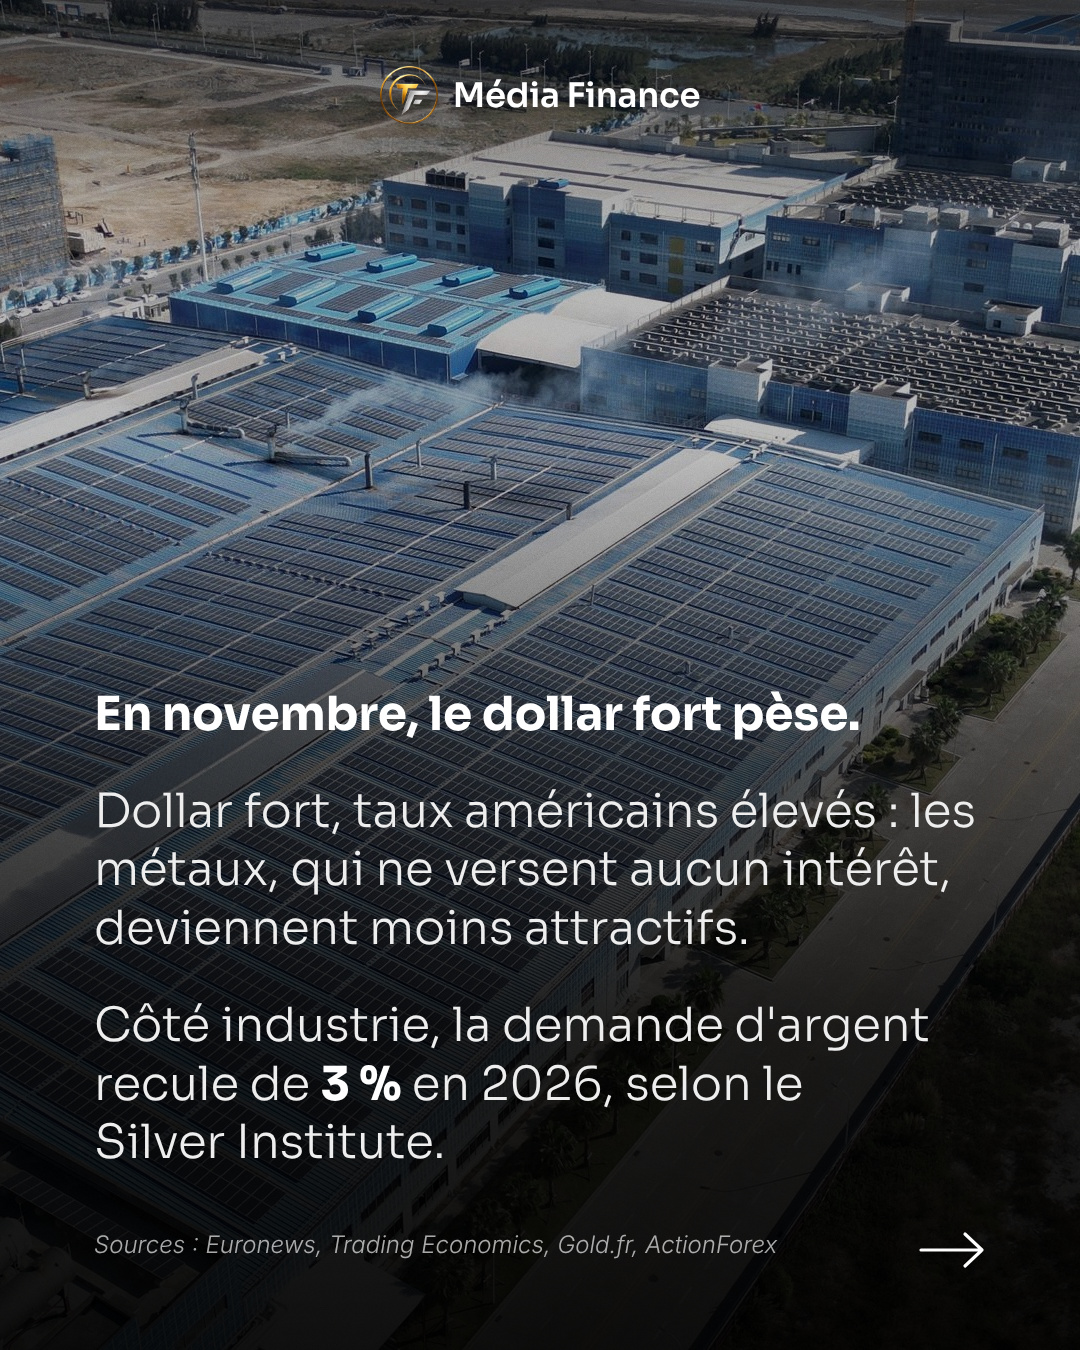 TF Média Finance
En novembre, le dollar fort pèse.
Dollar fort, taux américains élevés : les
métaux, qui ne versent aucun intérêt,
deviennent moins attractifs.
Côté industrie, la demande d'argent
recule de 3 % en 2026, selon le
Silver Institute.
Sources : Euronews, Trading Economics, Gold.fr, ActionForex